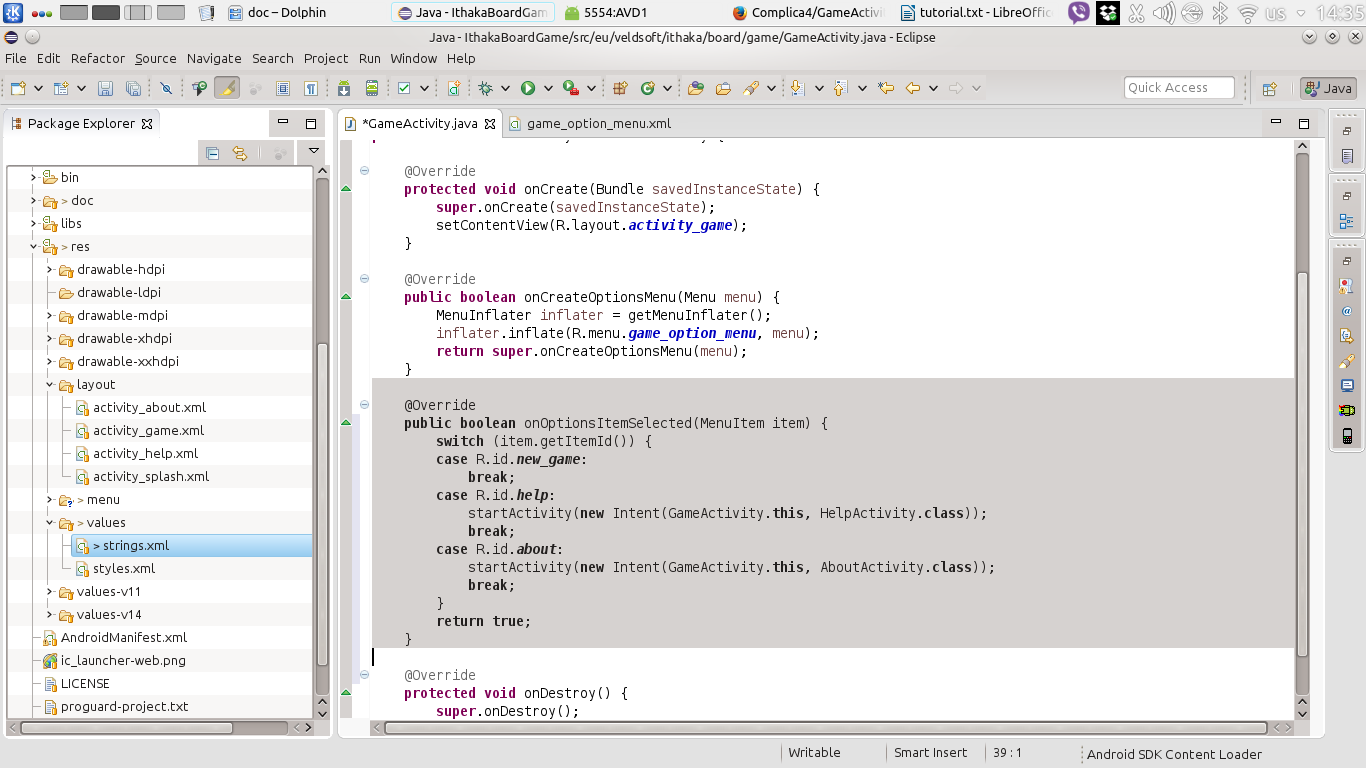 doc – Dolphin
Java - IthakaBoardGam
5554:AVD1
Complica4/GameActivi
tutorial.txt - LibreOffic
us
14:35
Java - IthakaBoardGame/src/eu/veldsoft/ithaka/board/game/GameActivity.java - Eclipse
File Edit Refactor Source Navigate Search Project Run Window Help
Quick Access
Java
Package Explorer
*GameActivity.java
game_option_menu.xml
bin
> doc
libs
> res
drawable-hdpi
drawable-ldpi
drawable-mdpi
drawable-xhdpi
drawable-xxhdpi
layout
activity_about.xml
activity_game.xml
activity_help.xml
activity_splash.xml
> menu
> values
> strings.xml
styles.xml
values-v11
values-v14
AndroidManifest.xml
ic_launcher-web.png
LICENSE
proguard-project.txt
@Override
protected void onCreate(Bundle savedInstanceState) {
super.onCreate(savedInstanceState);
setContentView(R.layout.activity_game);
}
@Override
public boolean onCreateOptionsMenu(Menu menu) {
MenuInflater inflater = getMenuInflater();
inflater.inflate(R.menu.game_option_menu, menu);
return super.onCreateOptionsMenu(menu);
}
@Override
public boolean onOptionsItemSelected(MenuItem item) {
switch (item.getItemId()) {
case R.id.new_game:
break;
case R.id.help:
startActivity(new Intent(GameActivity.this, HelpActivity.class));
break;
case R.id.about:
startActivity(new Intent(GameActivity.this, AboutActivity.class));
break;
}
return true;
}
@Override
protected void onDestroy() {
super.onDestroy();
Writable
Smart Insert
39 : 1
Android SDK Content Loader